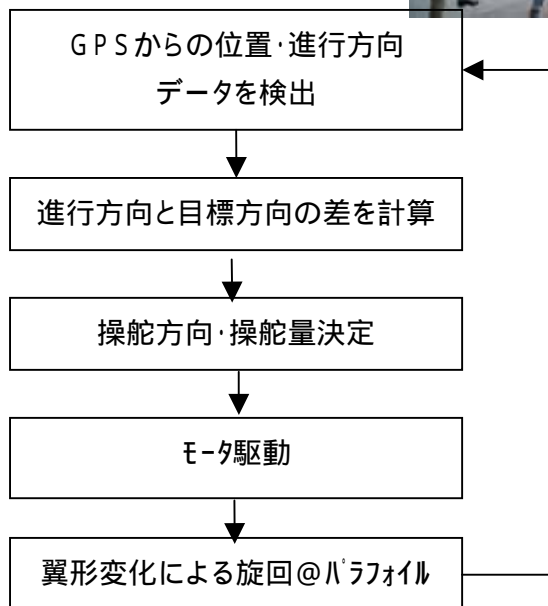 ＧＰＳからの位置･進行方向
データを検出
進行方向と目標方向の差を計算
操舵方向･操舵量決定
ﾓｰﾀ駆動
翼形変化による旋回＠ﾊﾟﾗﾌｫｲﾙ